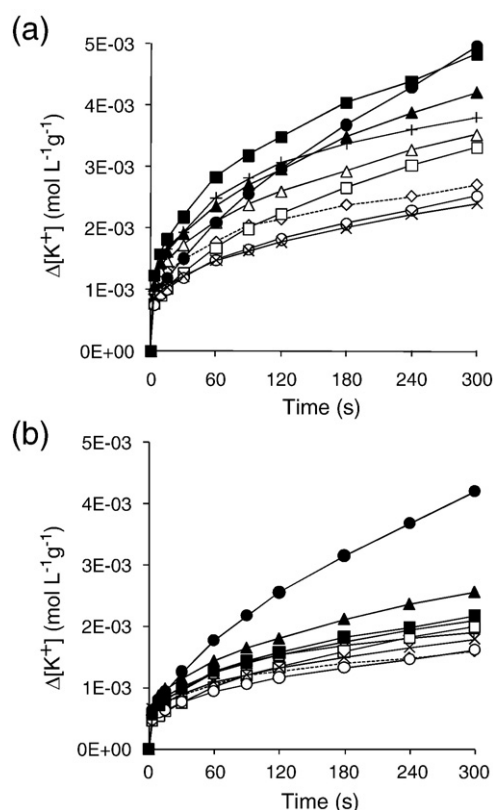 (a)
5E-03
4E-03
3E-03
2E-03
1E-03
0E+00
Δ[K⁺] (mol L⁻¹g⁻¹)
0 60 120 180 240 300
Time (s)
(b)
5E-03
4E-03
3E-03
2E-03
1E-03
0E+00
Δ[K⁺] (mol L⁻¹g⁻¹)
0 60 120 180 240 300
Time (s)